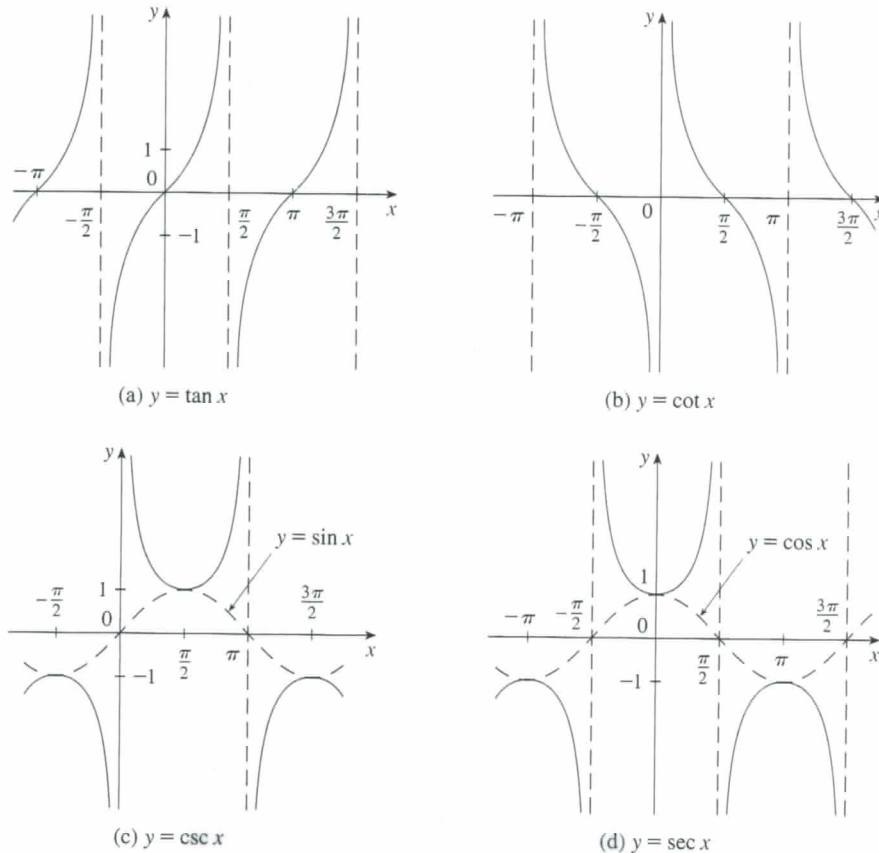 y
1
0
−π
−π/2
π/2
π
3π/2
x
−1
(a) y = tan x
y
−π
−π/2
0
π/2
π
3π/2
x
(b) y = cot x
y
y = sin x
−π/2
1
0
3π/2
π/2
π
x
−1
(c) y = csc x
y
y = cos x
1
−π
−π/2
0
3π/2
π/2
π
x
−1
(d) y = sec x